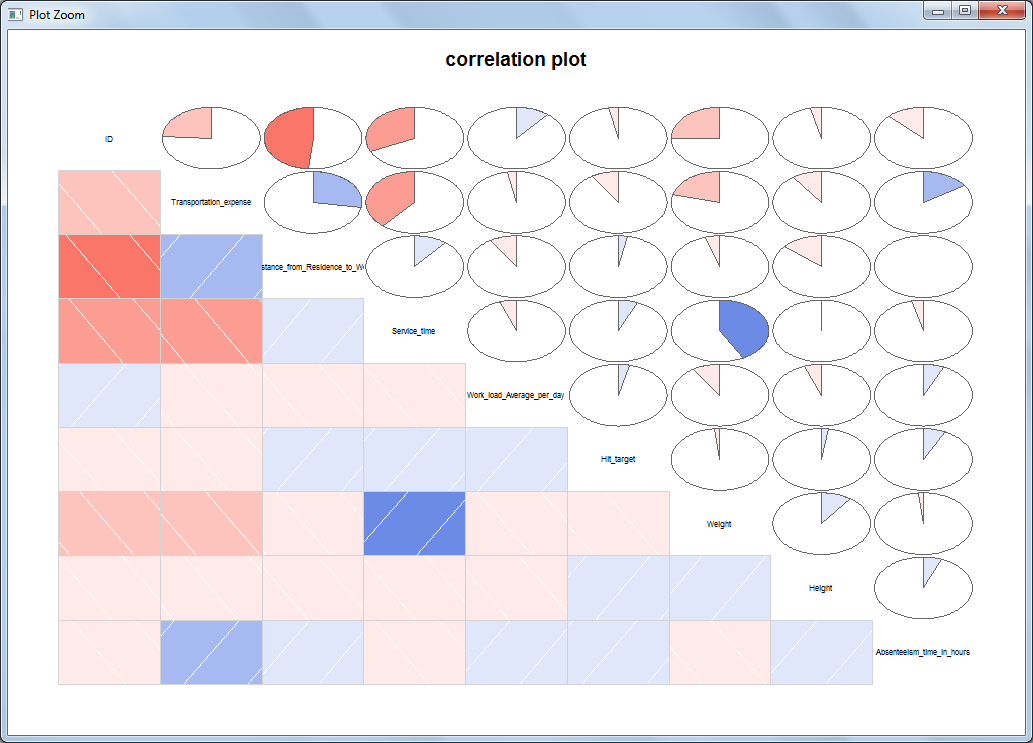 Plot Zoom
correlation plot
ID
Transportation_expense
stance_from_Residence_to_W
Service_time
Work_load_Average_per_day
Hit_target
Weight
Height
Absenteeism_time_in_hours